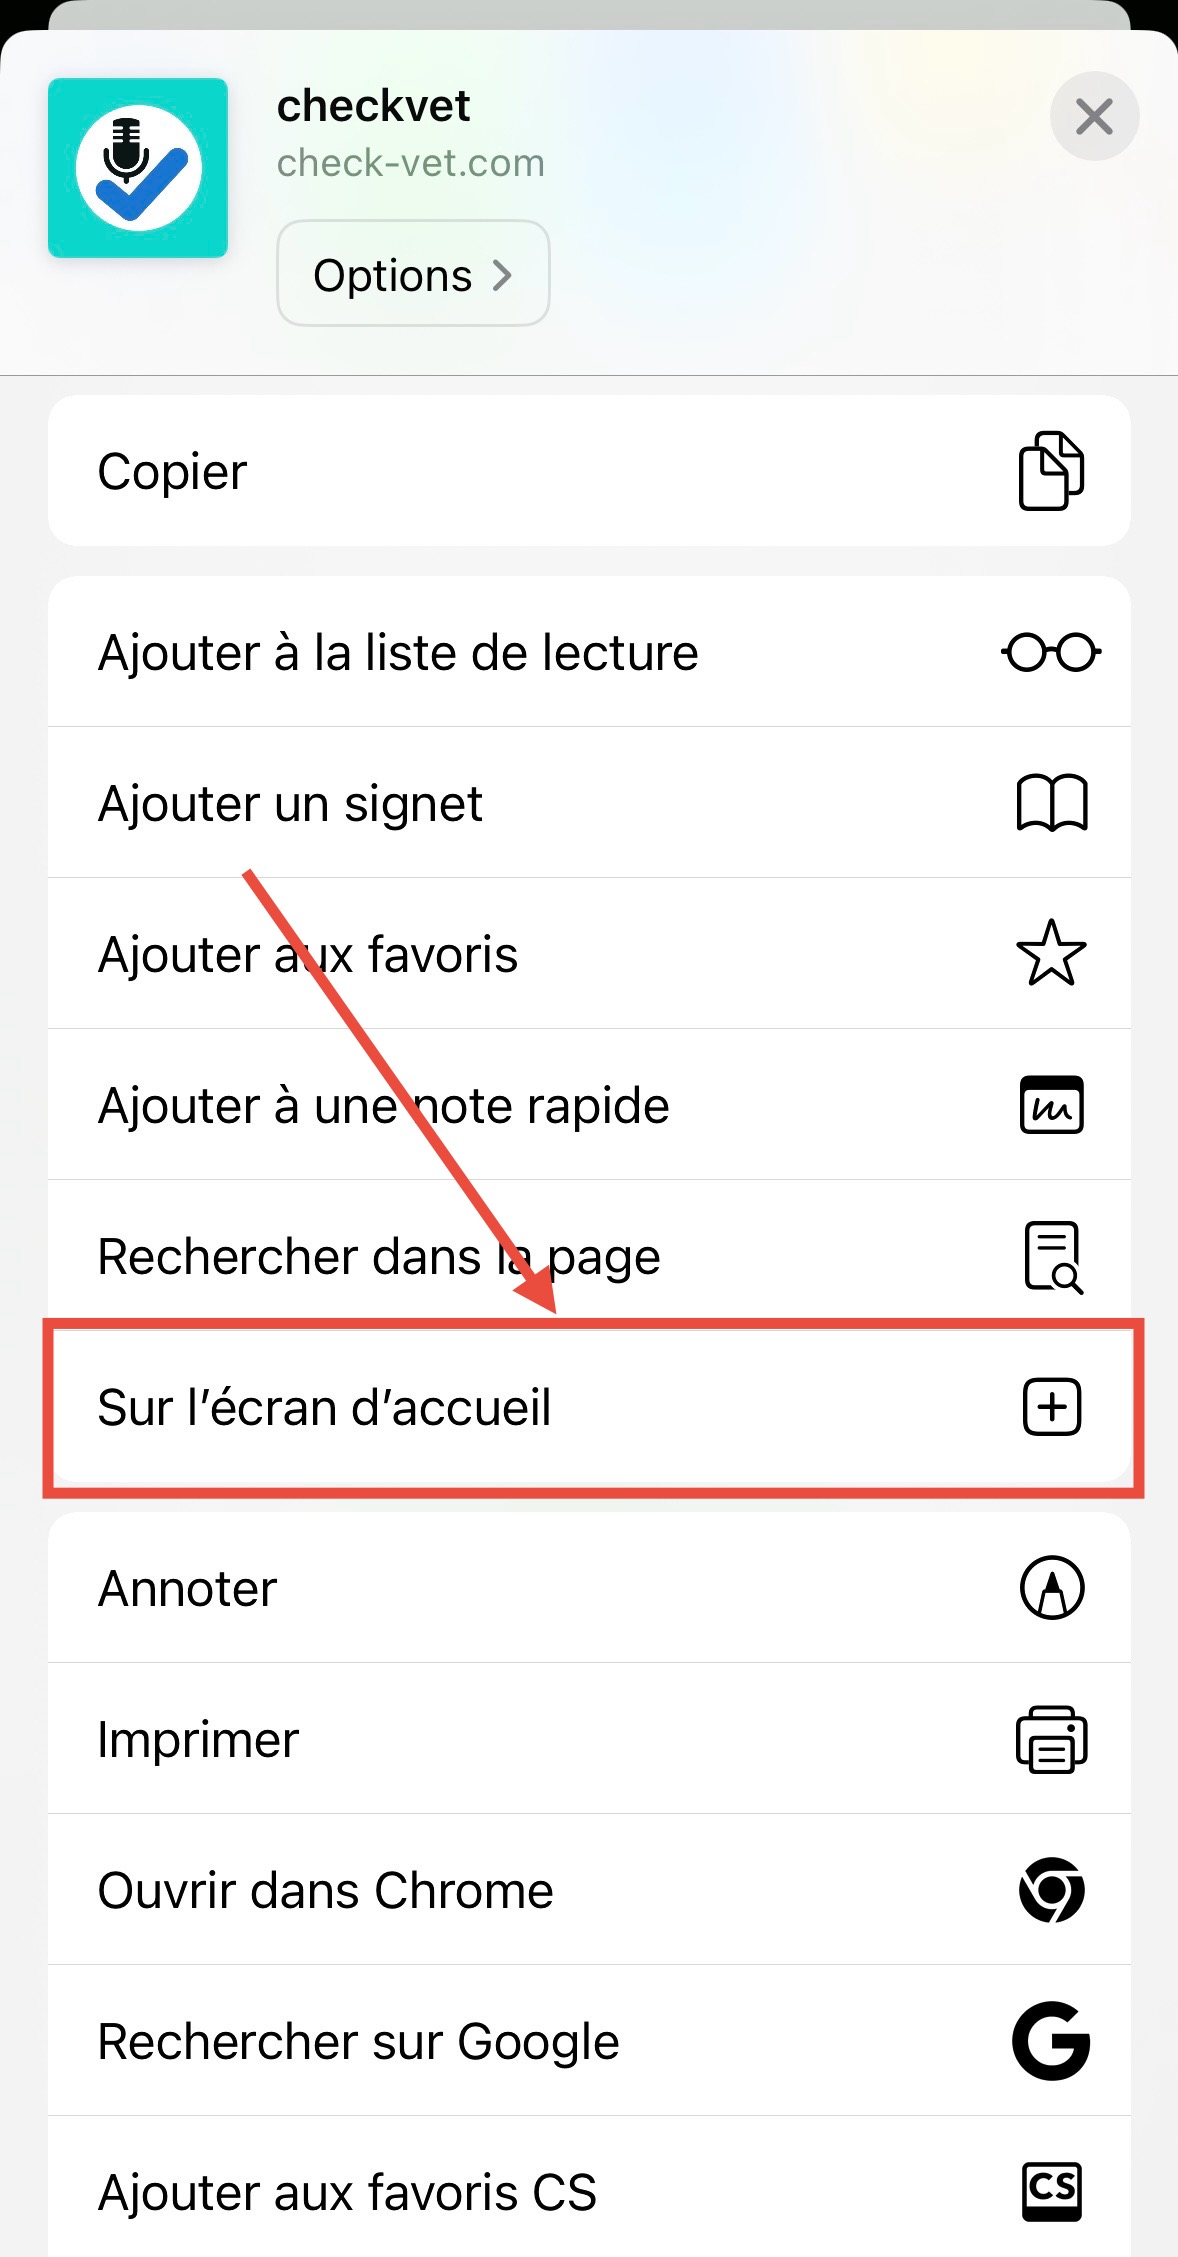 checkvet
check-vet.com
Options
Copier
Ajouter à la liste de lecture
Ajouter un signet
Ajouter aux favoris
Ajouter à une note rapide
Rechercher dans la page
Sur l’écran d’accueil
Annoter
Imprimer
Ouvrir dans Chrome
Rechercher sur Google
Ajouter aux favoris CS
CS